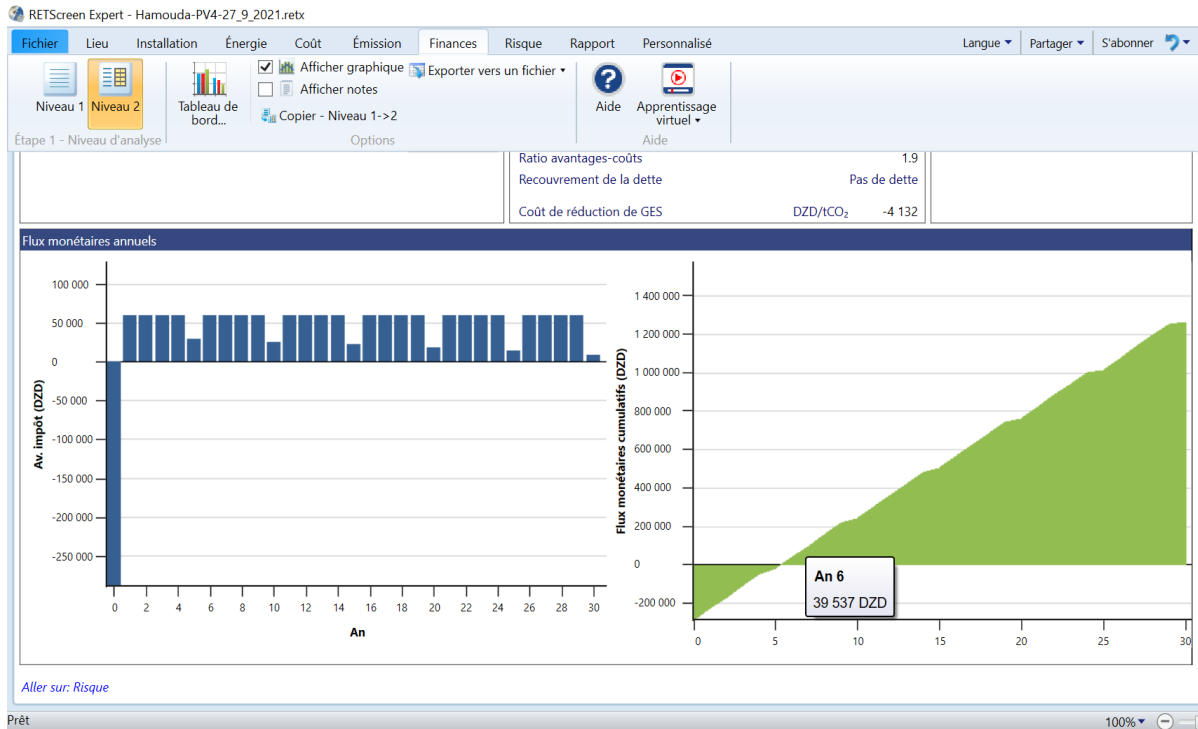 RETScreen Expert - Hamouda-PV4-27_9_2021.retx
Fichier Lieu Installation Énergie Coût Émission Finances Risque Rapport Personnalisé Langue Partager S'abonner
Niveau 1 Niveau 2
Étape 1 - Niveau d'analyse
Tableau de bord...
Afficher graphique
Afficher notes
Copier - Niveau 1->2
Exporter vers un fichier
Options
Aide
Apprentissage virtuel
Aide
Ratio avantages-coûts 1.9
Recouvrement de la dette Pas de dette
Coût de réduction de GES DZD/tCO₂ -4 132
Flux monétaires annuels
Av. impôt (DZD)
100 000
50 000
0
-50 000
-100 000
-150 000
-200 000
-250 000
0 2 4 6 8 10 12 14 16 18 20 22 24 26 28 30
An
Flux monétaires cumulatifs (DZD)
1 400 000
1 200 000
1 000 000
800 000
600 000
400 000
200 000
0
-200 000
An 6
39 537 DZD
0 5 10 15 20 25 30
Aller sur: Risque
Prêt 100%